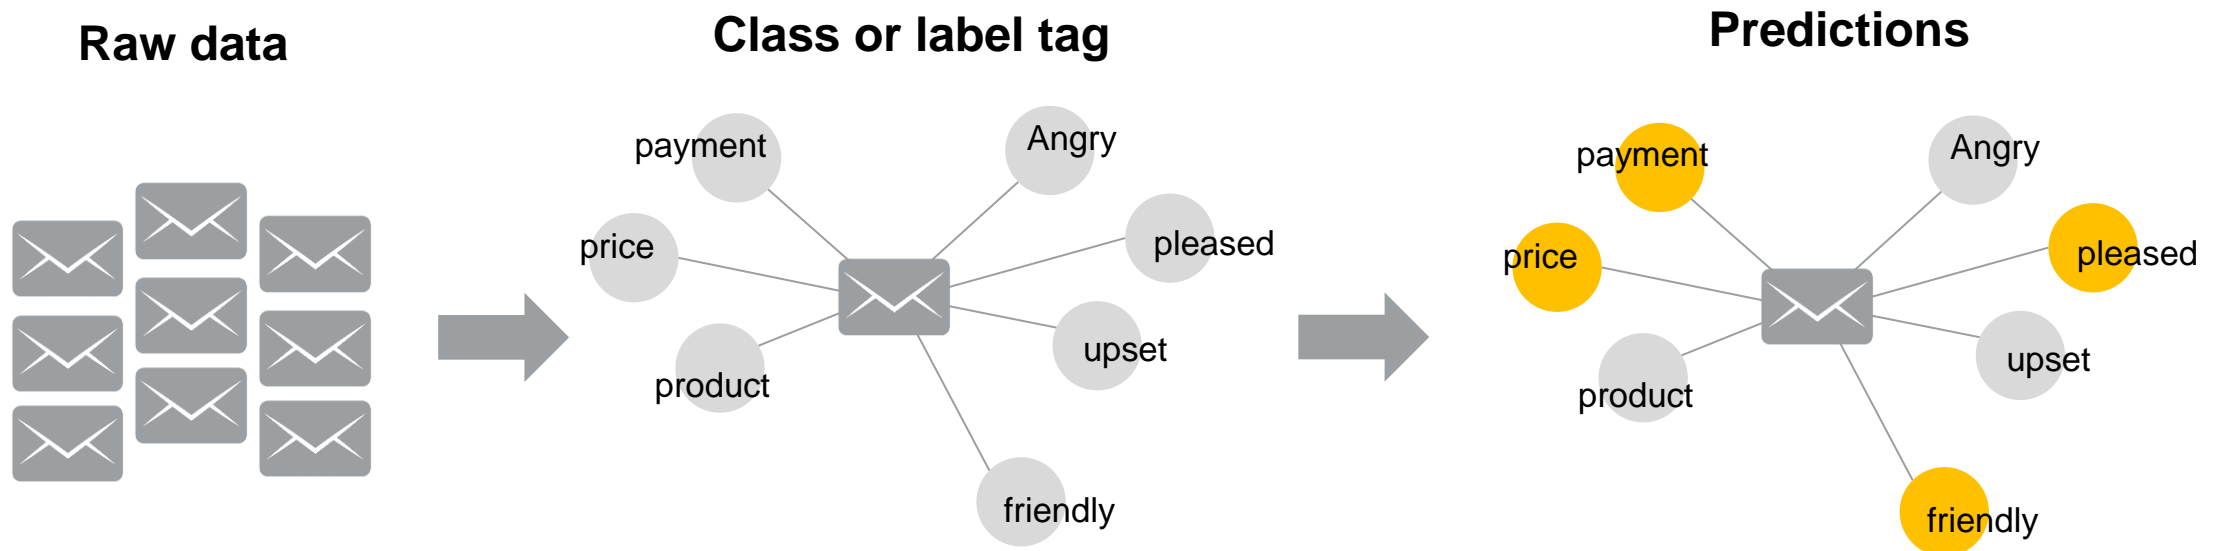 Raw data
Class or label tag
Predictions
payment
Angry
price
pleased
upset
product
friendly
payment
Angry
price
pleased
upset
product
friendly